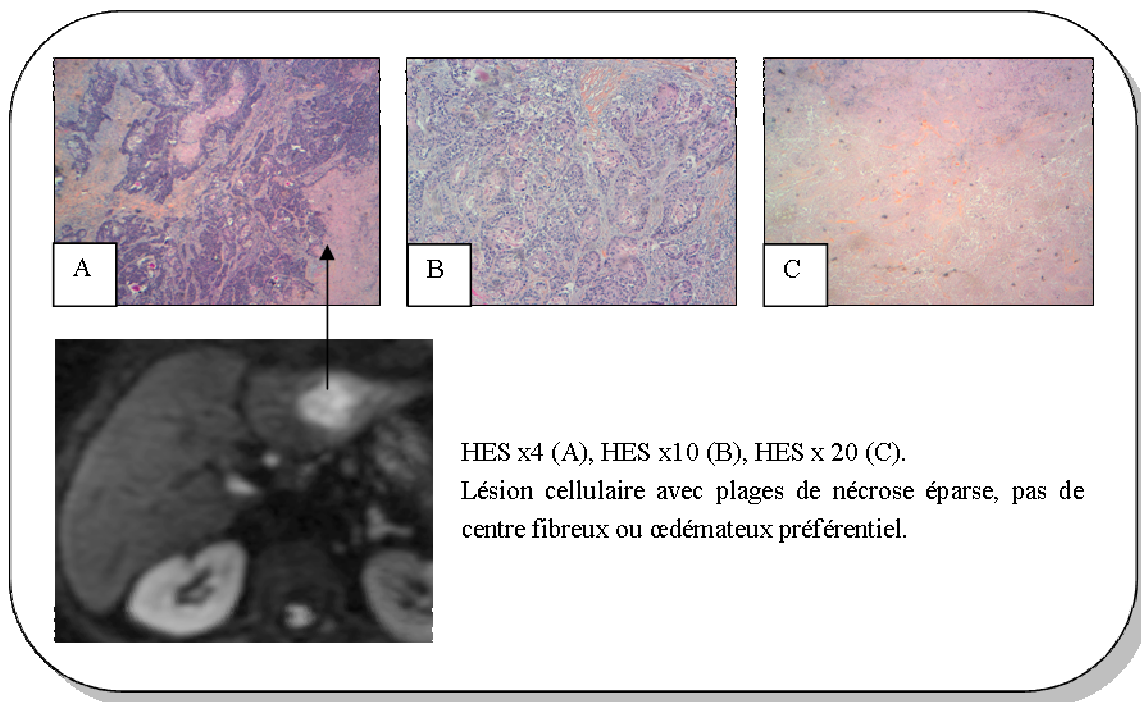 A
B
C
HES x4 (A), HES x10 (B), HES x 20 (C).
Lésion cellulaire avec plages de nécrose éparse, pas de
centre fibreux ou œdémateux préférentiel.